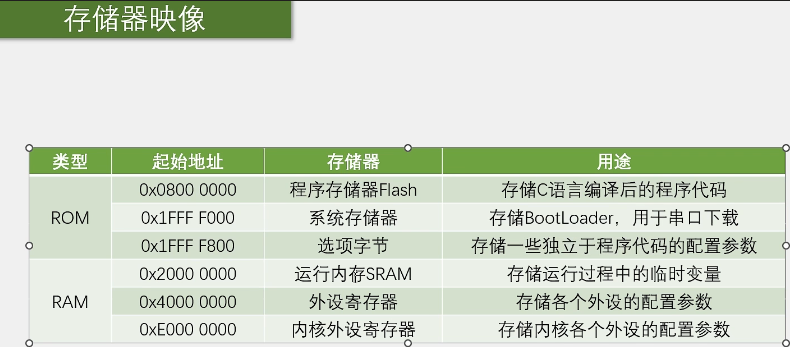 存储器映像
类型 起始地址 存储器 用途
ROM 0x0800 0000 程序存储器Flash 存储C语言编译后的程序代码
0x1FFF F000 系统存储器 存储BootLoader，用于串口下载
0x1FFF F800 选项字节 存储一些独立于程序代码的配置参数
RAM 0x2000 0000 运行内存SRAM 存储运行过程中的临时变量
0x4000 0000 外设寄存器 存储各个外设的配置参数
0xE000 0000 内核外设寄存器 存储内核各个外设的配置参数